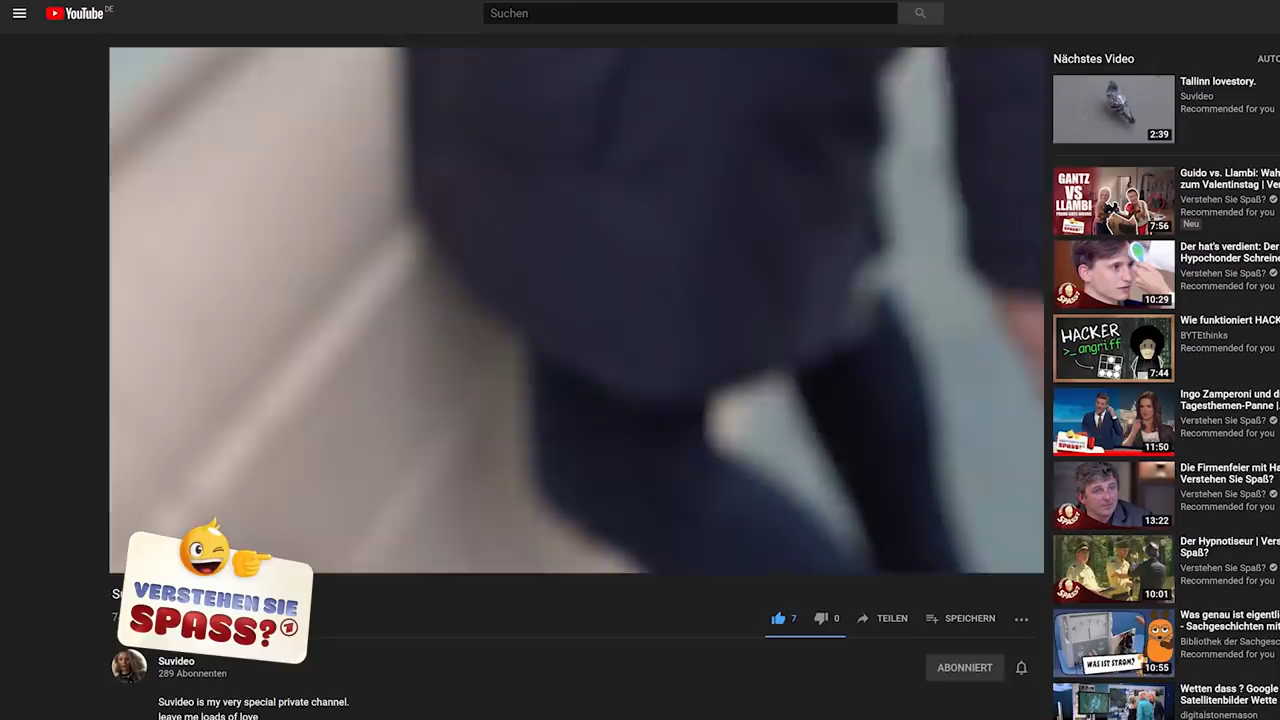 YouTube DE
Suchen
Nächstes Video
AUTO
Tallinn lovestory.
Suvideo
Recommended for you
2:39
GANTZ
VS
LLAMBI
7:56
Guido vs. Llambi: Wah
zum Valentinstag | Ver
Verstehen Sie Spaß?
Recommended for you
Neu
SPASS?
10:29
Der hat's verdient: Der
Hypochonder Schreine
Verstehen Sie Spaß?
Recommended for you
HACKER
>_angriff
7:44
Wie funktioniert HACK
BYTEthinks
Recommended for you
11:50
Ingo Zamperoni und d
Tagesthemen-Panne |
Verstehen Sie Spaß?
Recommended for you
SPASS?
13:22
Die Firmenfeier mit Ha
Verstehen Sie Spaß?
Verstehen Sie Spaß?
Recommended for you
SPASS?
10:01
Der Hypnotiseur | Vers
Spaß?
Verstehen Sie Spaß?
Recommended for you
WAS IST STROM?
10:55
Was genau ist eigentli
- Sachgeschichten mit
Bibliothek der Sachgesc
Recommended for you
Wetten dass ? Google
Satellitenbilder Wette
digitalstonemason
VERSTEHEN SIE
SPASS?
7
0
TEILEN
SPEICHERN
Suvideo
289 Abonnenten
ABONNIERT
Suvideo is my very special private channel.
leave me loads of love